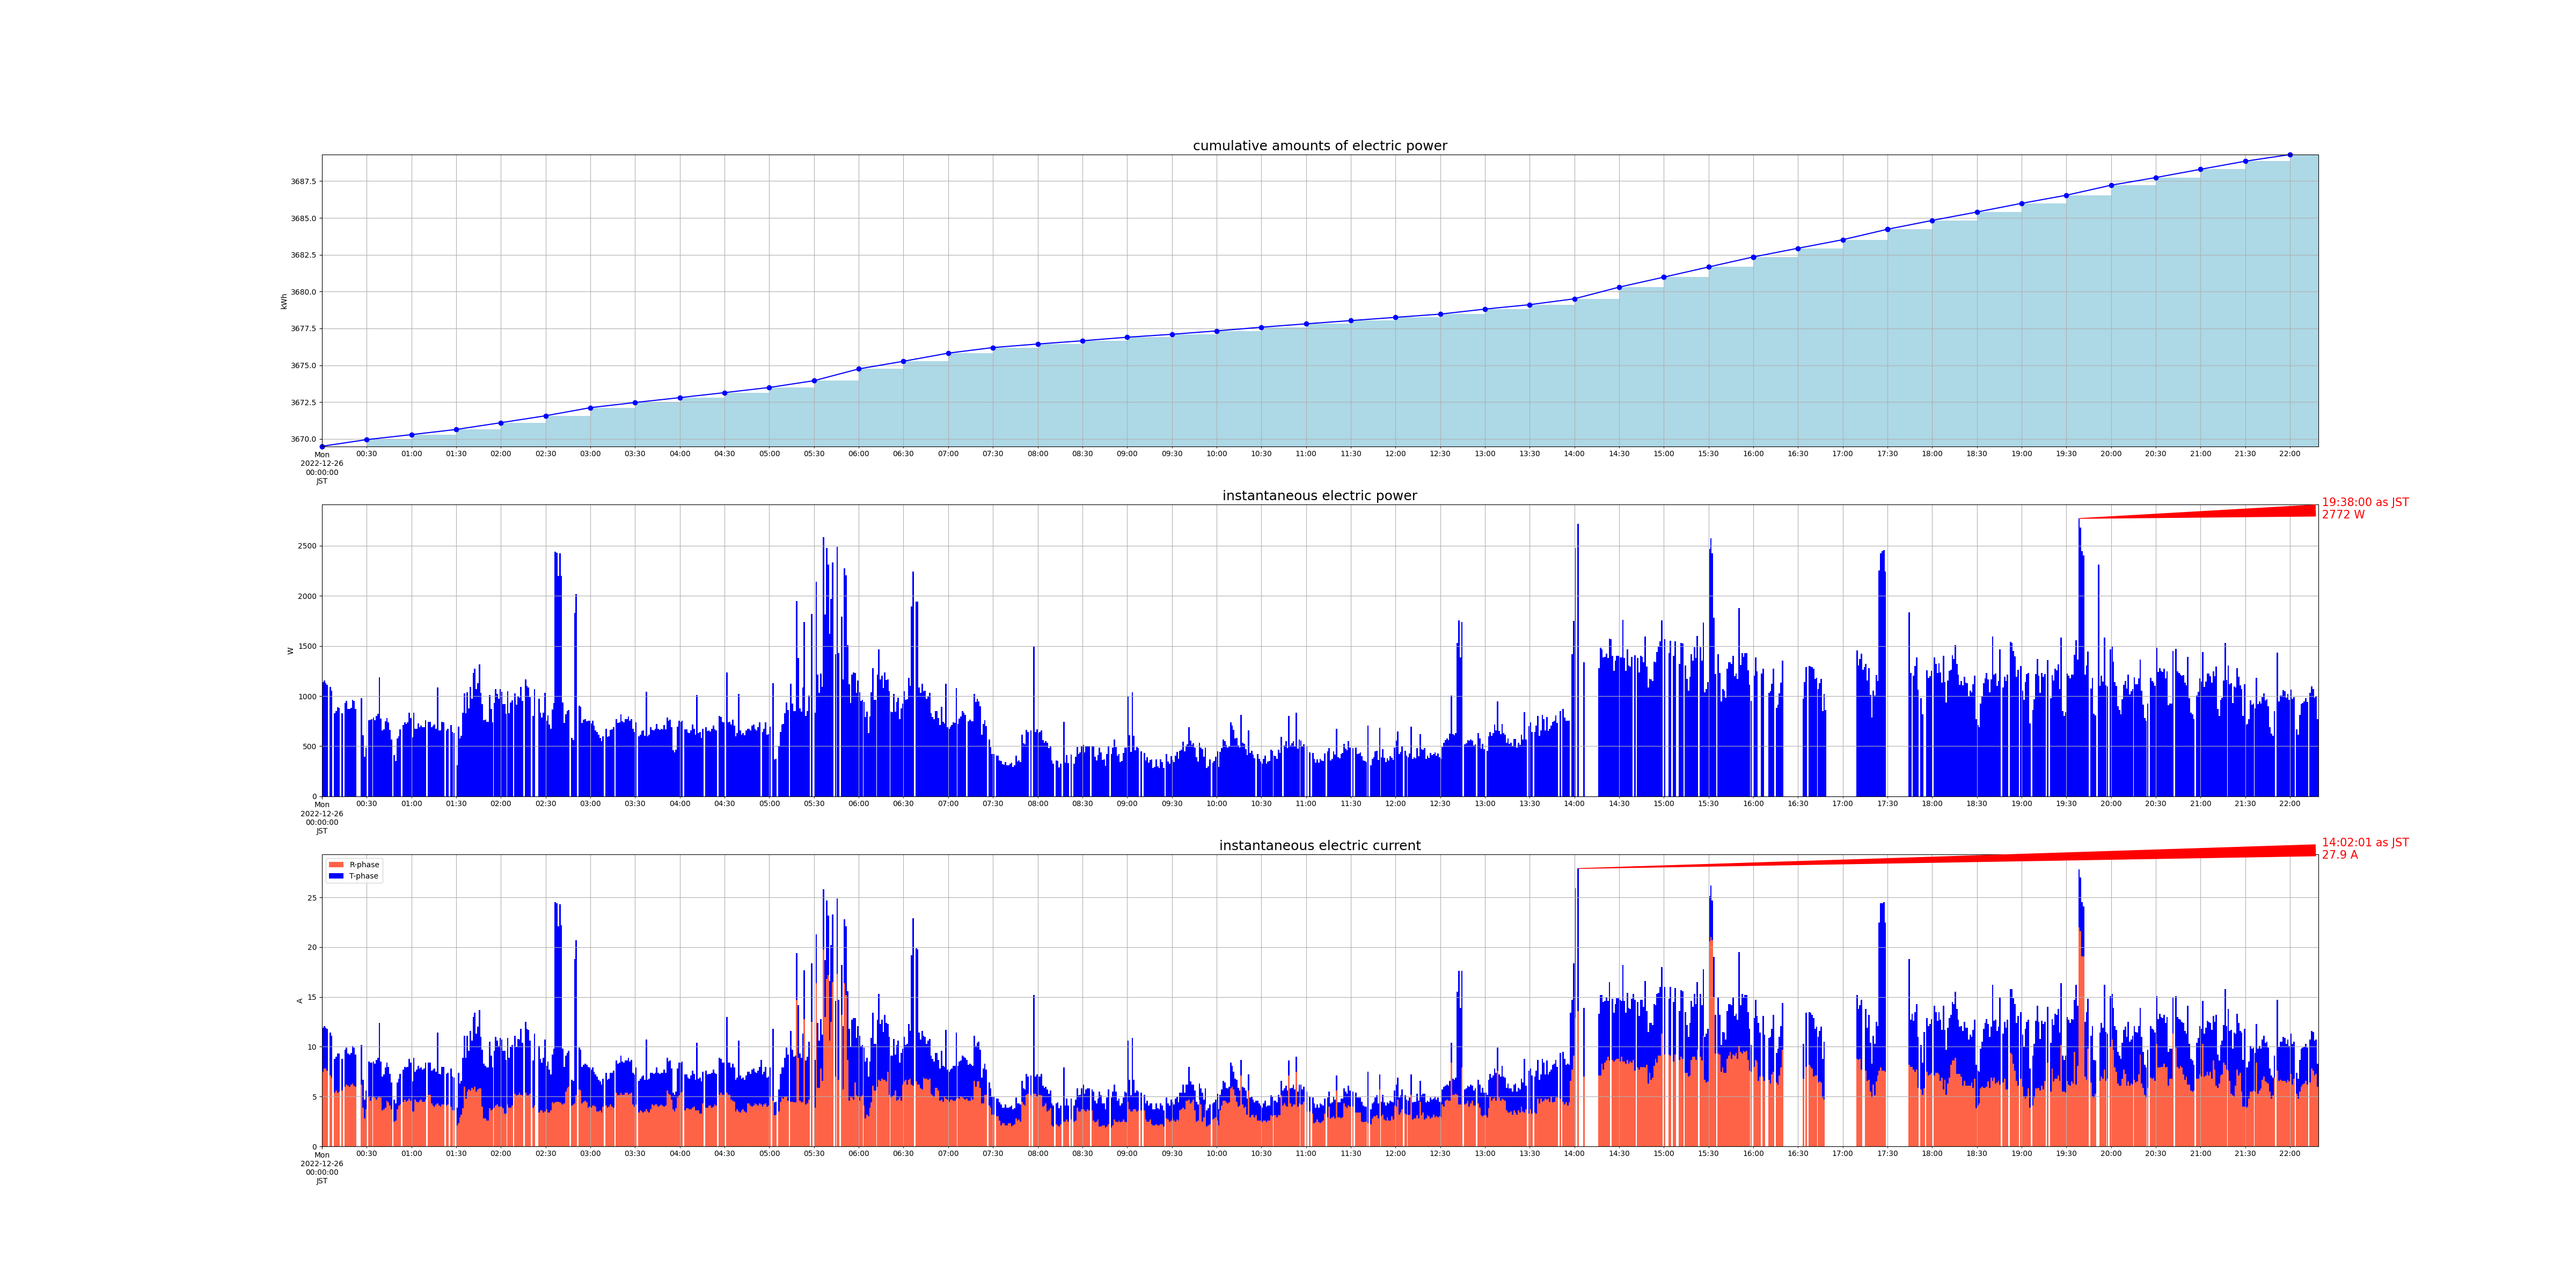 cumulative amounts of electric power
3687.5
3685.0
3682.5
3680.0
3677.5
3675.0
3672.5
3670.0
kWh
Mon 00:30 01:00 01:30 02:00 02:30 03:00 03:30 04:00 04:30 05:00 05:30 06:00 06:30 07:00 07:30 08:00 08:30 09:00 09:30 10:00 10:30 11:00 11:30 12:00 12:30 13:00 13:30 14:00 14:30 15:00 15:30 16:00 16:30 17:00 17:30 18:00 18:30 19:00 19:30 20:00 20:30 21:00 21:30 22:00
2022-12-26
00:00:00
JST
instantaneous electric power
19:38:00 as JST
2772 W
2500
2000
1500
1000
500
0
W
Mon 00:30 01:00 01:30 02:00 02:30 03:00 03:30 04:00 04:30 05:00 05:30 06:00 06:30 07:00 07:30 08:00 08:30 09:00 09:30 10:00 10:30 11:00 11:30 12:00 12:30 13:00 13:30 14:00 14:30 15:00 15:30 16:00 16:30 17:00 17:30 18:00 18:30 19:00 19:30 20:00 20:30 21:00 21:30 22:00
2022-12-26
00:00:00
JST
instantaneous electric current
14:02:01 as JST
27.9 A
R-phase
T-phase
25
20
15
10
5
0
A
Mon 00:30 01:00 01:30 02:00 02:30 03:00 03:30 04:00 04:30 05:00 05:30 06:00 06:30 07:00 07:30 08:00 08:30 09:00 09:30 10:00 10:30 11:00 11:30 12:00 12:30 13:00 13:30 14:00 14:30 15:00 15:30 16:00 16:30 17:00 17:30 18:00 18:30 19:00 19:30 20:00 20:30 21:00 21:30 22:00
2022-12-26
00:00:00
JST